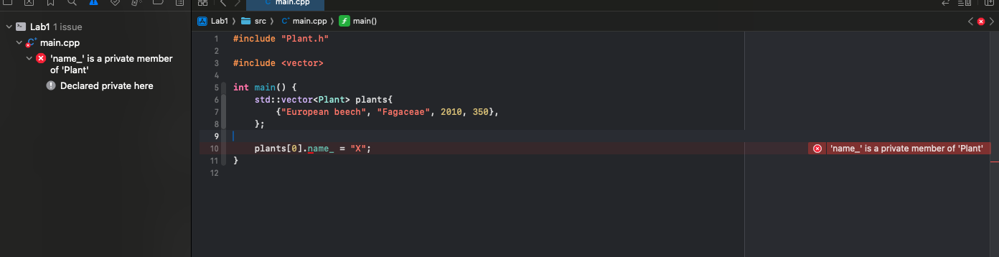 main.cpp
Lab1 1 issue
main.cpp
'name_' is a private member
of 'Plant'
Declared private here
Lab1 〉 src 〉 main.cpp 〉 main()
1 #include "Plant.h"
2
3 #include <vector>
4
5 int main() {
6     std::vector<Plant> plants{
7         {"European beech", "Fagaceae", 2010, 350},
8     };
9
10     plants[0].name_ = "X"; 'name_' is a private member of 'Plant'
11 }
12